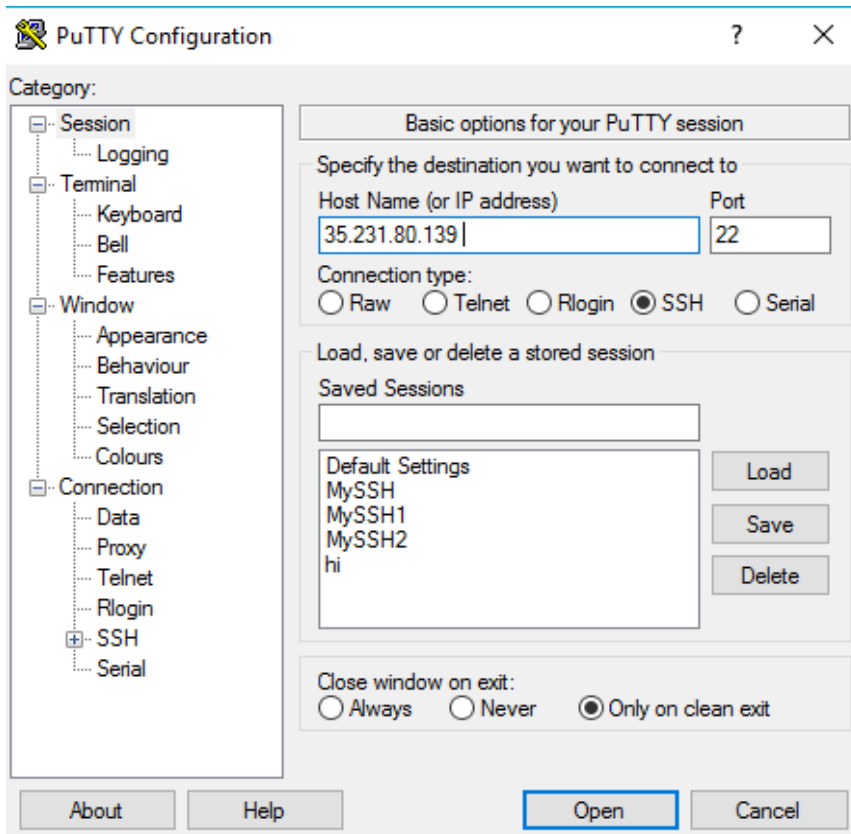 PuTTY Configuration
?
Category:
Session
Logging
Terminal
Keyboard
Bell
Features
Window
Appearance
Behaviour
Translation
Selection
Colours
Connection
Data
Proxy
Telnet
Rlogin
SSH
Serial
Basic options for your PuTTY session
Specify the destination you want to connect to
Host Name (or IP address) Port
35.231.80.139 22
Connection type:
Raw Telnet Rlogin SSH Serial
Load, save or delete a stored session
Saved Sessions
Default Settings
MySSH
MySSH1
MySSH2
hi
Load
Save
Delete
Close window on exit:
Always Never Only on clean exit
About Help Open Cancel